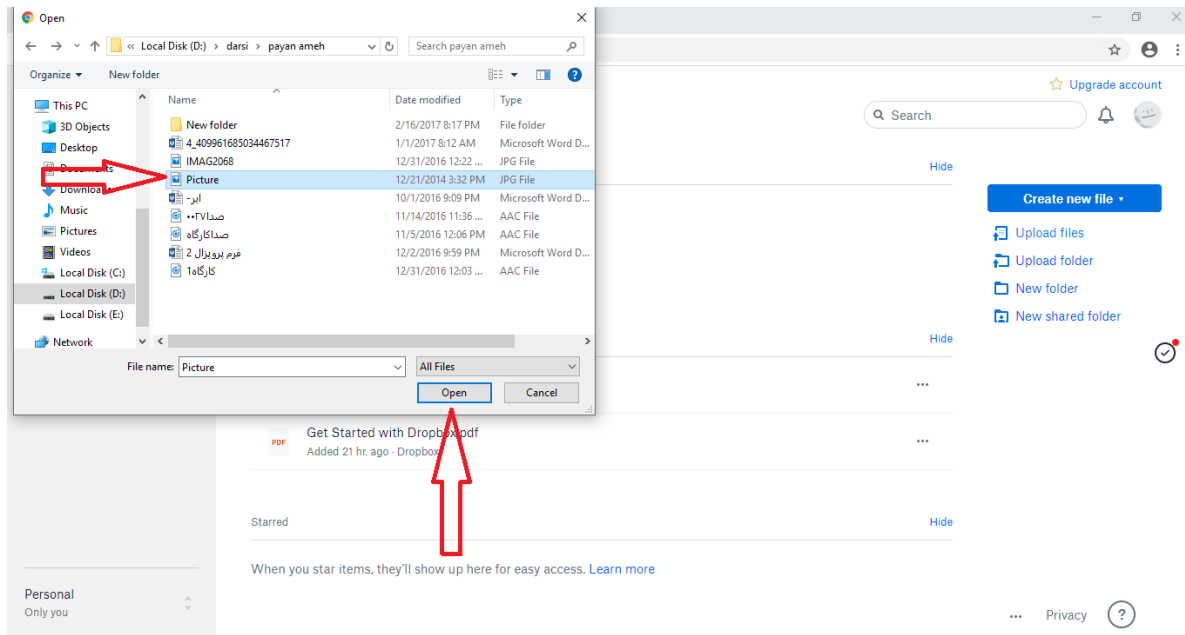 Open
« Local Disk (D:) › darsi › payan ameh
Search payan ameh
Organize
New folder
This PC
3D Objects
Desktop
Documents
Downloads
Music
Pictures
Videos
Local Disk (C:)
Local Disk (D:)
Local Disk (E:)
Network
Name Date modified Type
New folder 2/16/2017 8:17 PM File folder
4_409961685034467517 1/1/2017 8:12 AM Microsoft Word D...
IMAG2068 12/31/2016 12:22 ... JPG File
Picture 12/21/2014 3:32 PM JPG File
ابر- 10/1/2016 9:09 PM Microsoft Word D...
صدا۰۰۲۷۱ 11/14/2016 11:36 ... AAC File
صداکارگاه 11/5/2016 12:06 PM AAC File
فرم پروپزال 2 12/2/2016 9:59 PM Microsoft Word D...
کارگاه1 12/31/2016 12:03 ... AAC File
File name: Picture
All Files
Open Cancel
Upgrade account
Search
Hide
Create new file
Upload files
Upload folder
New folder
New shared folder
Hide
PDF
Get Started with Dropbox.pdf
Added 21 hr. ago · Dropbox
Starred
Hide
When you star items, they'll show up here for easy access. Learn more
Personal
Only you
Privacy
?